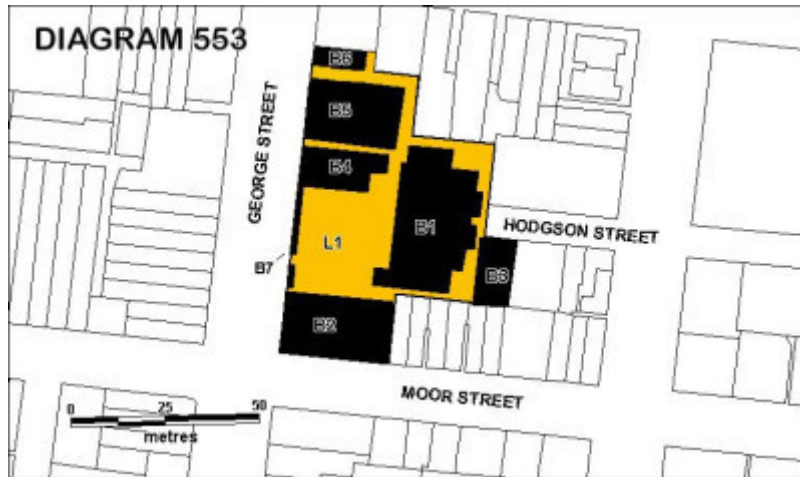 DIAGRAM 553
B6
GEORGE STREET
B5
B4
L1
B1
HODGSON STREET
B7
B3
B2
MOOR STREET
0 25 50
metres